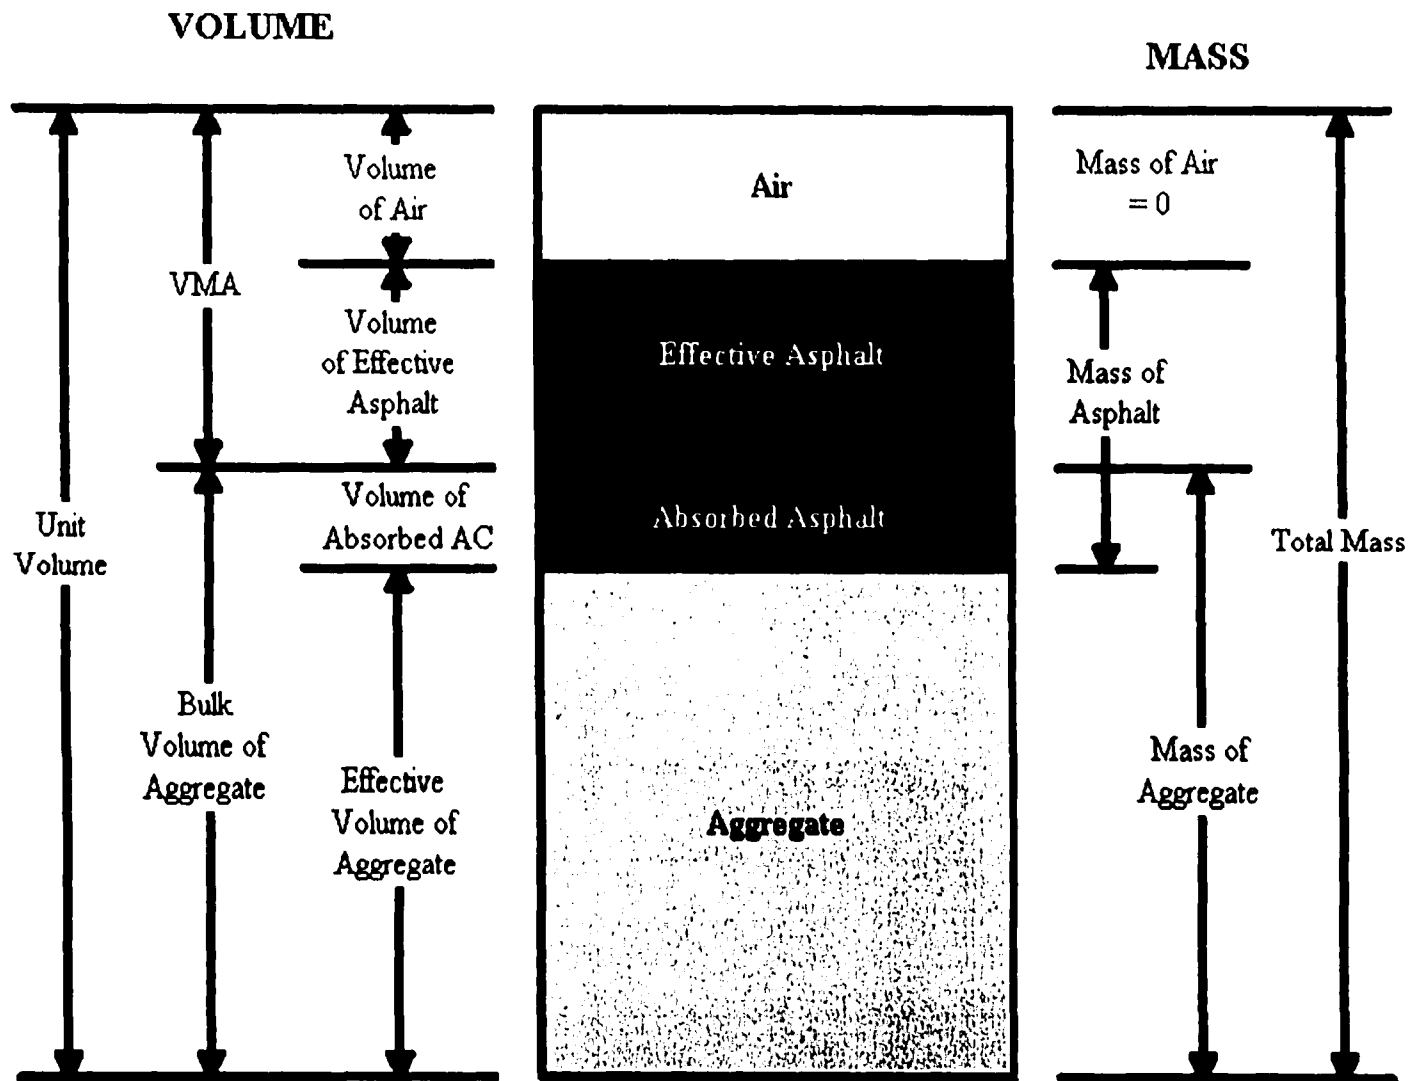 VOLUME
MASS
Volume
of Air
VMA
Volume
of Effective
Asphalt
Volume of
Absorbed AC
Unit
Volume
Bulk
Volume of
Aggregate
Effective
Volume of
Aggregate
Air
Effective Asphalt
Absorbed Asphalt
Aggregate
Mass of Air
= 0
Mass of
Asphalt
Total Mass
Mass of
Aggregate